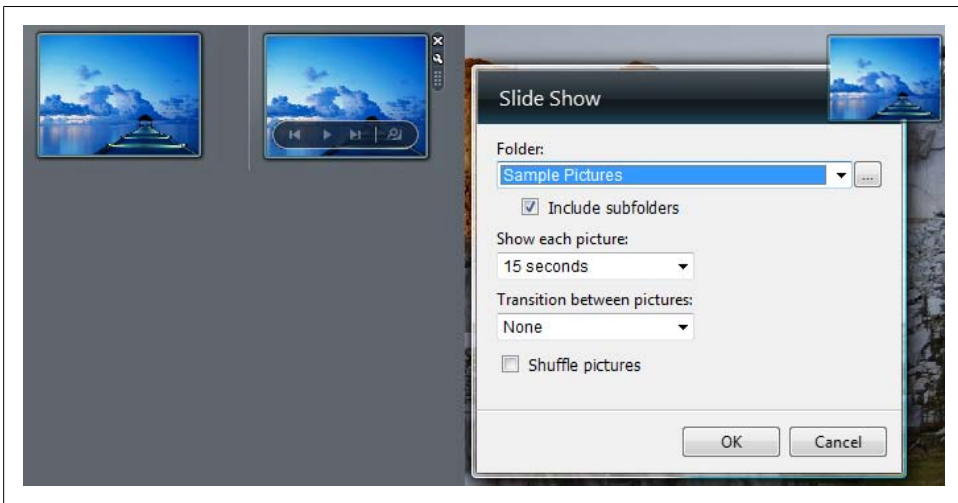 Slide Show
Folder:
Sample Pictures
...
Include subfolders
Show each picture:
15 seconds
Transition between pictures:
None
Shuffle pictures
OK
Cancel